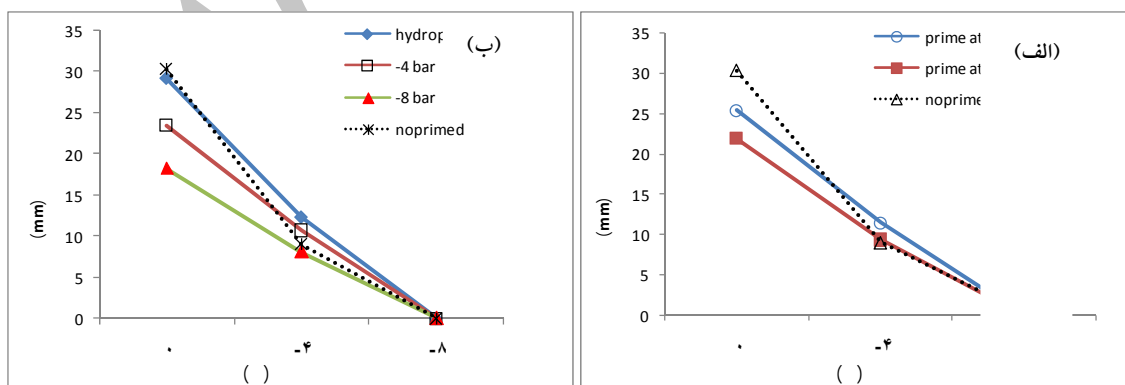 (ب)
hydrop
-4 bar
-8 bar
noprimed
35
30
25
20
15
10
5
0
(mm)
۰
-۴
-۸
( )
(الف)
prime at
prime at
noprime
35
30
25
20
15
10
5
0
(mm)
۰
-۴
( )